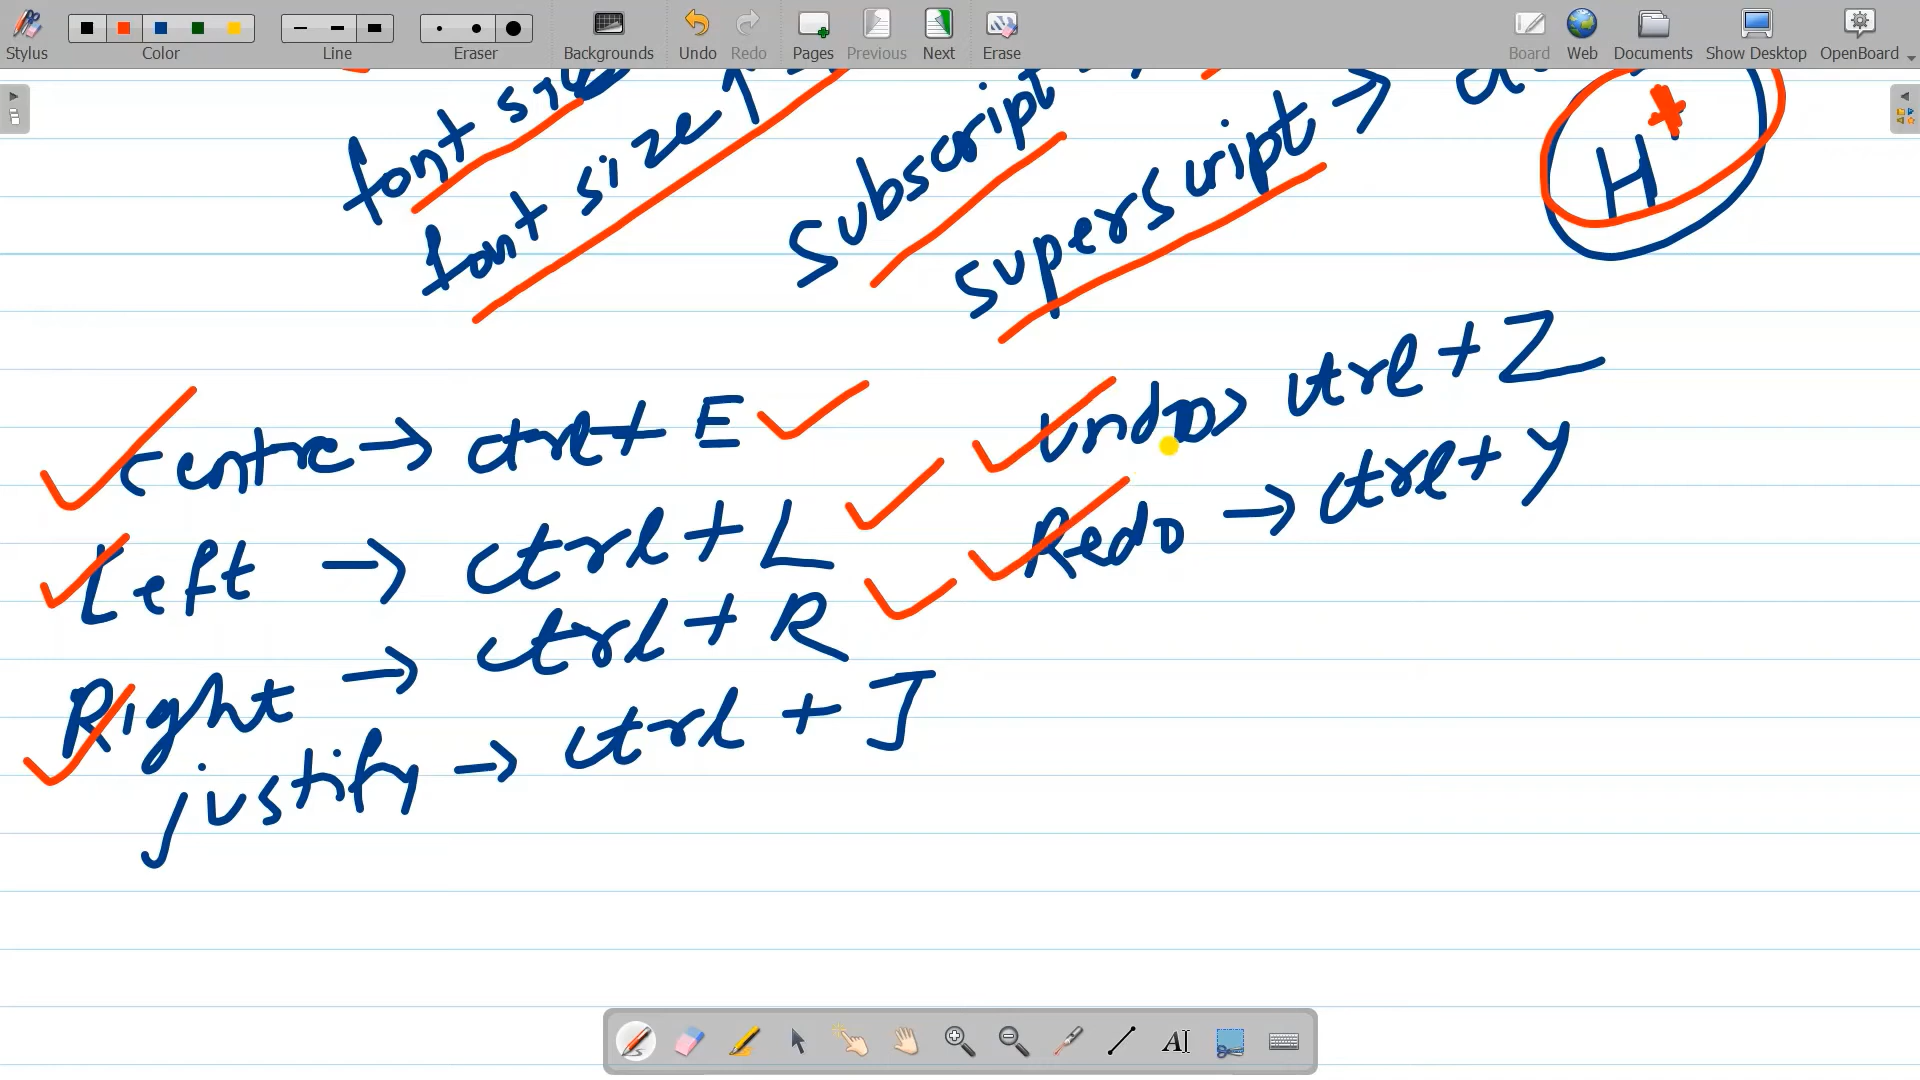 Stylus
Color
Line
Eraser
Backgrounds
Undo
Redo
Pages
Previous
Next
Erase
Board
Web
Documents
Show Desktop
OpenBoard
font size
font size ↑
Subscript
Superscript →
H
Centre → ctrl + E
Left → ctrl + L
Right → ctrl + R
justify → ctrl + J
Undo → ctrl + Z
Redo → ctrl + y